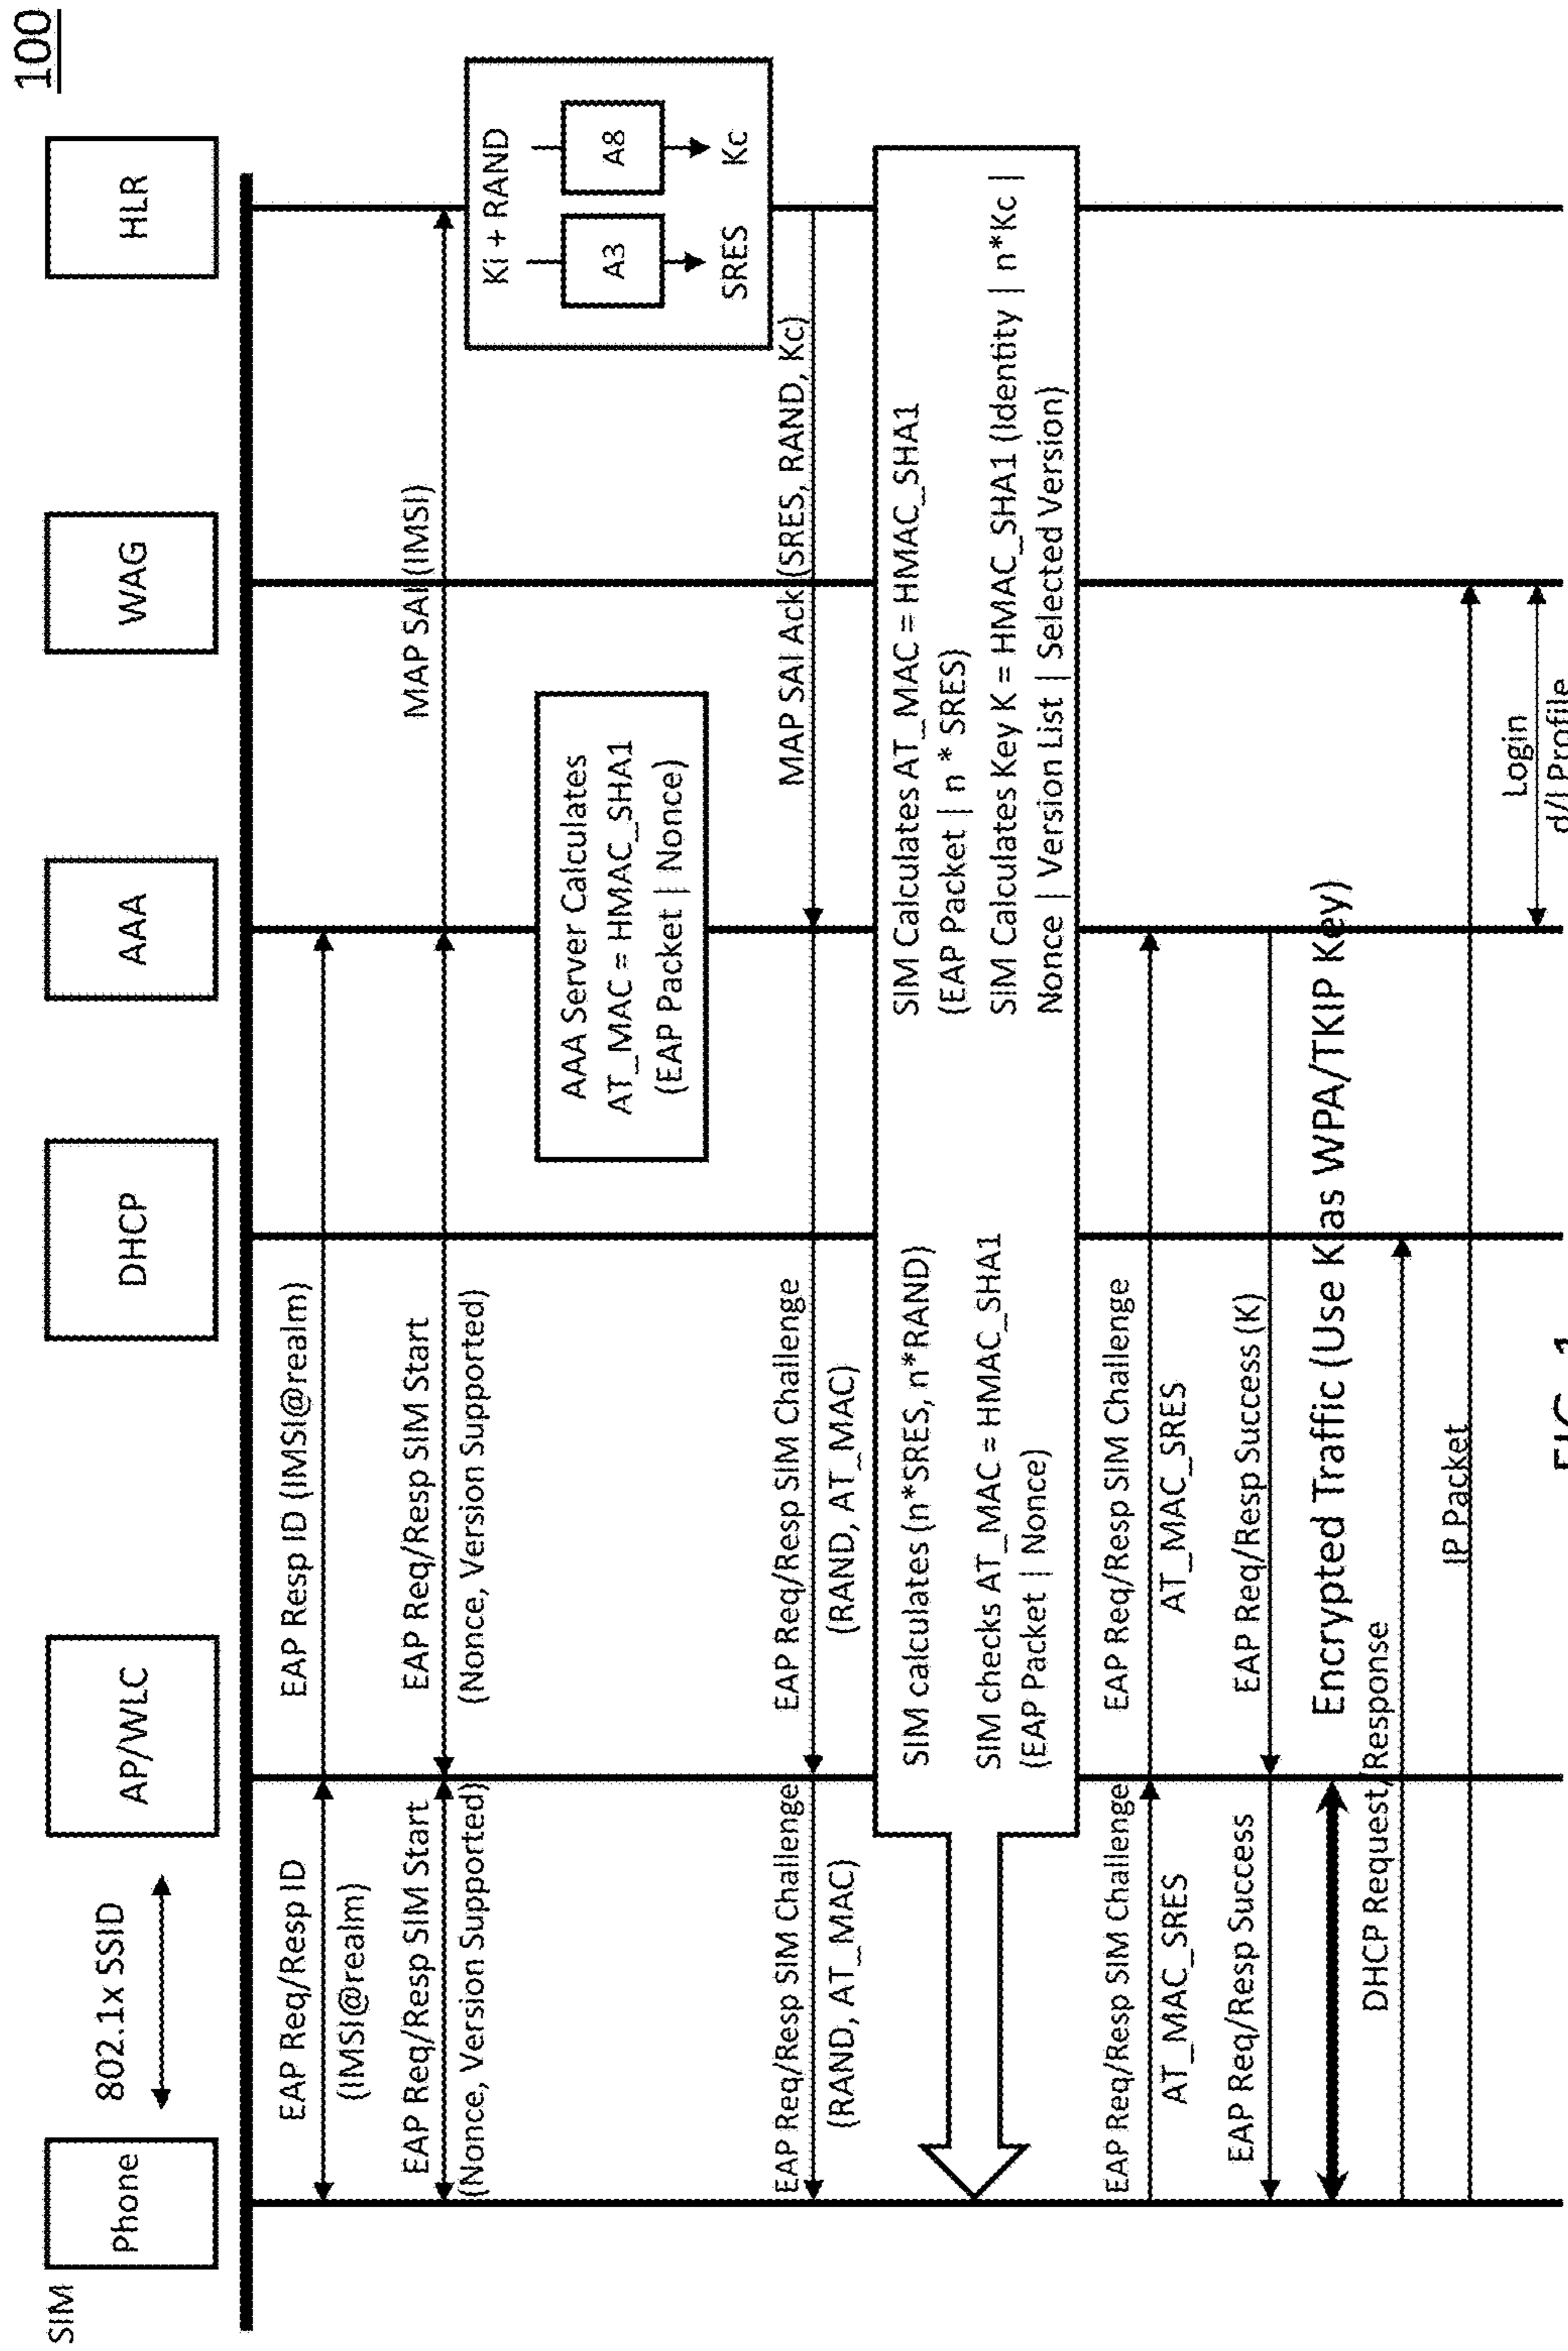 100
SIM
Phone
802.1x SSID
AP/WLC
DHCP
AAA
WAG
HLR
EAP Req/Resp ID
(IMSI@realm)
EAP Resp ID (IMSI@realm)
EAP Req/Resp SIM Start
(Nonce, Version Supported)
EAP Req/Resp SIM Start
(Nonce, Version Supported)
MAP SAI (IMSI)
Ki + RAND
A3
A8
SRES
Kc
AAA Server Calculates
AT_MAC = HMAC_SHA1
(EAP Packet | Nonce)
MAP SAI Ack (SRES, RAND, Kc)
EAP Req/Resp SIM Challenge
(RAND, AT_MAC)
EAP Req/Resp SIM Challenge
(RAND, AT_MAC)
SIM calculates (n*SRES, n*RAND)
SIM checks AT_MAC = HMAC_SHA1
(EAP Packet | Nonce)
SIM Calculates AT_MAC = HMAC_SHA1
(EAP Packet | n * SRES)
SIM Calculates Key K = HMAC_SHA1 (Identity | n*Kc |
Nonce | Version List | Selected Version)
EAP Req/Resp SIM Challenge
AT_MAC_SRES
EAP Req/Resp SIM Challenge
AT_MAC_SRES
EAP Req/Resp Success
EAP Req/Resp Success (K)
Encrypted Traffic (Use K as WPA/TKIP Key)
DHCP Request/Response
IP Packet
Login
d/l Profile